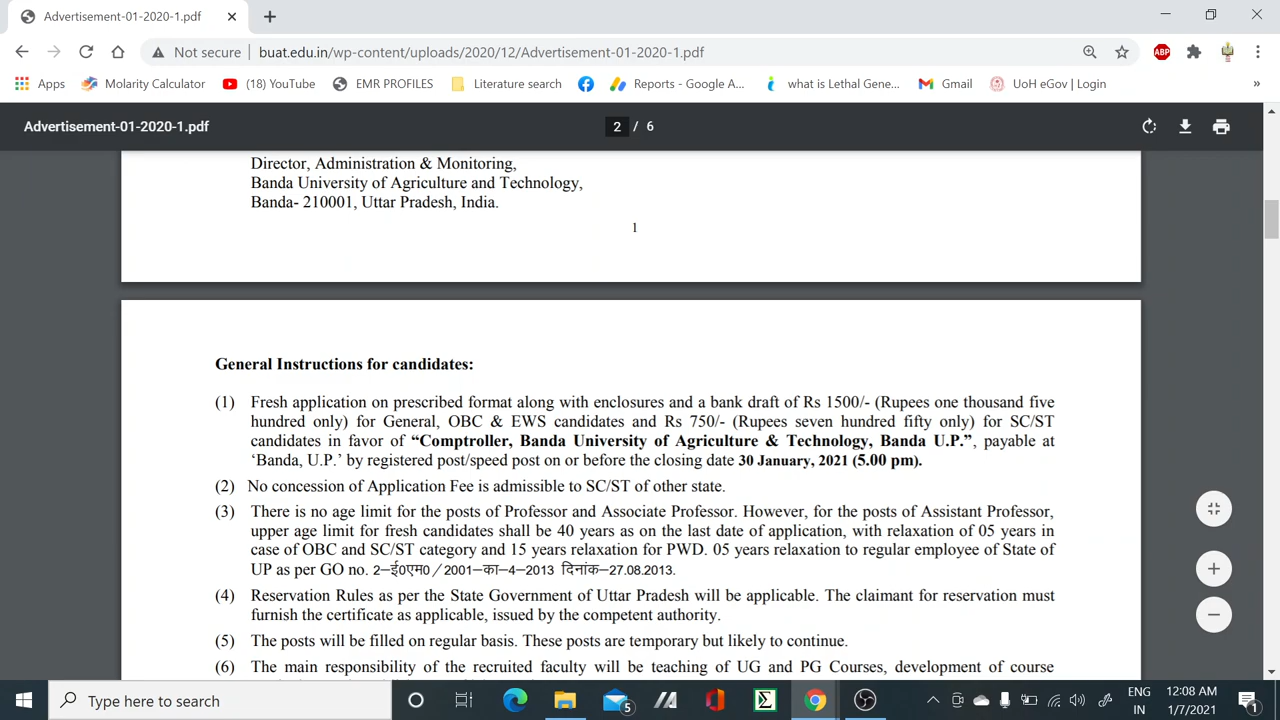 Advertisement-01-2020-1.pdf
Not secure
buat.edu.in/wp-content/uploads/2020/12/Advertisement-01-2020-1.pdf
ABP
Apps Molarity Calculator (18) YouTube EMR PROFILES Literature search Reports - Google A... what is Lethal Gene... Gmail UoH eGov | Login »
Advertisement-01-2020-1.pdf 2 / 6
Director, Administration & Monitoring,
Banda University of Agriculture and Technology,
Banda- 210001, Uttar Pradesh, India.
1
General Instructions for candidates:
(1) Fresh application on prescribed format along with enclosures and a bank draft of Rs 1500/- (Rupees one thousand five
hundred only) for General, OBC & EWS candidates and Rs 750/- (Rupees seven hundred fifty only) for SC/ST
candidates in favor of “Comptroller, Banda University of Agriculture & Technology, Banda U.P.”, payable at
‘Banda, U.P.’ by registered post/speed post on or before the closing date 30 January, 2021 (5.00 pm).
(2) No concession of Application Fee is admissible to SC/ST of other state.
(3) There is no age limit for the posts of Professor and Associate Professor. However, for the posts of Assistant Professor,
upper age limit for fresh candidates shall be 40 years as on the last date of application, with relaxation of 05 years in
case of OBC and SC/ST category and 15 years relaxation for PWD. 05 years relaxation to regular employee of State of
UP as per GO no. 2–ई0एम0/2001–का–4–2013 दिनांक–27.08.2013.
(4) Reservation Rules as per the State Government of Uttar Pradesh will be applicable. The claimant for reservation must
furnish the certificate as applicable, issued by the competent authority.
(5) The posts will be filled on regular basis. These posts are temporary but likely to continue.
(6) The main responsibility of the recruited faculty will be teaching of UG and PG Courses, development of course
Type here to search
5
ENG
IN
12:08 AM
1/7/2021
1